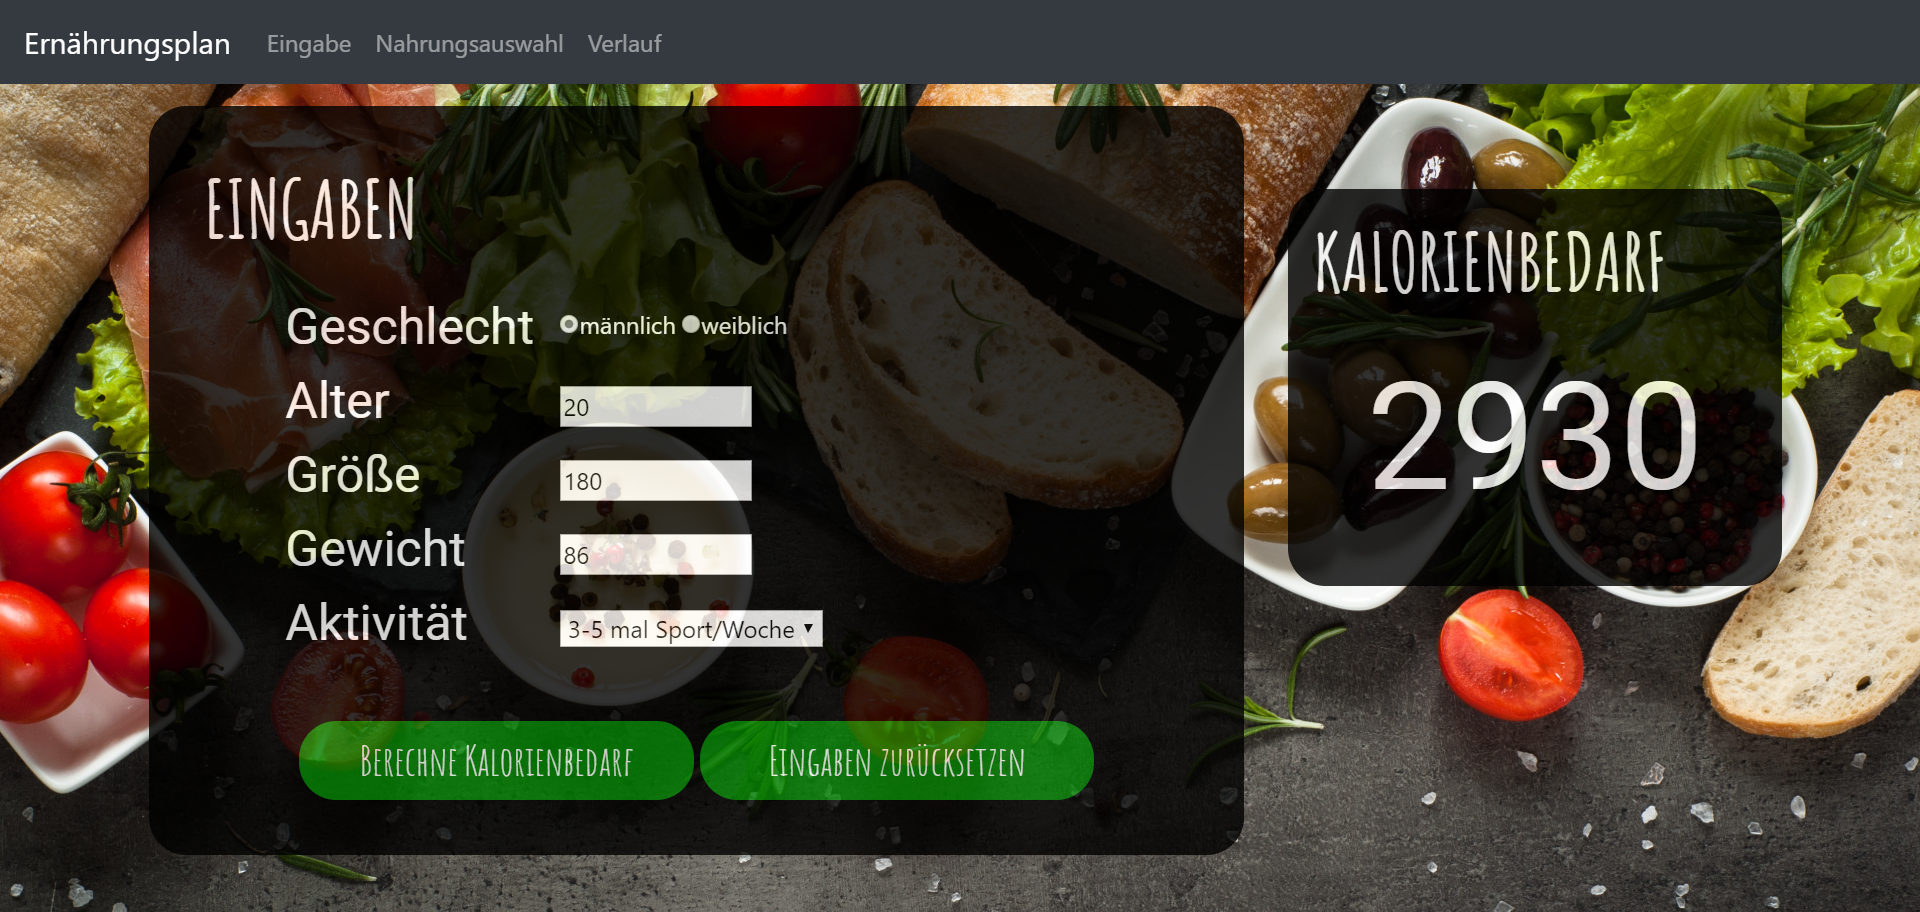 Ernährungsplan Eingabe Nahrungsauswahl Verlauf
EINGABEN
Geschlecht männlich weiblich
Alter 20
Größe 180
Gewicht 86
Aktivität 3-5 mal Sport/Woche
Berechne Kalorienbedarf Eingaben zurücksetzen
KALORIENBEDARF
2930